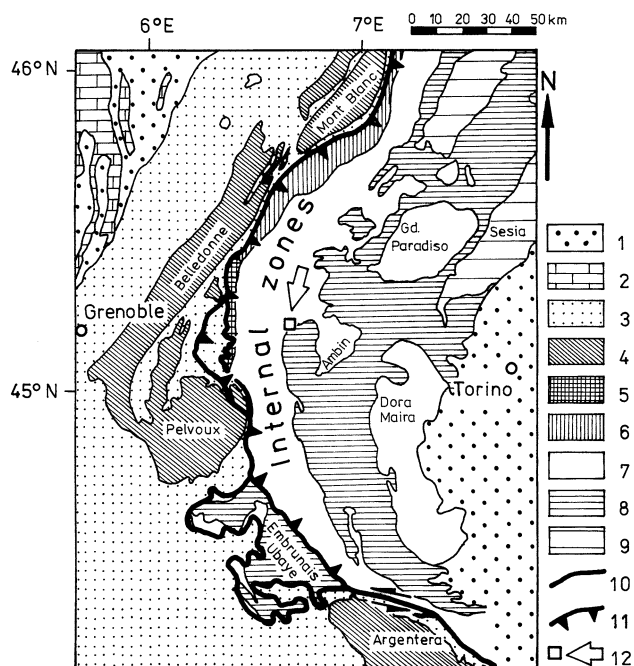 6°E
7°E
0 10 20 30 40 50 km
46°N
N
Mont Blanc
Belledonne
Internal zones
Gd.
Paradiso
Sesia
Grenoble
Ambin
45°N
Torino
Dora
Maira
Pelvoux
Embrunais
Ubaye
Argentera
1
2
3
4
5
6
7
8
9
10
11
12